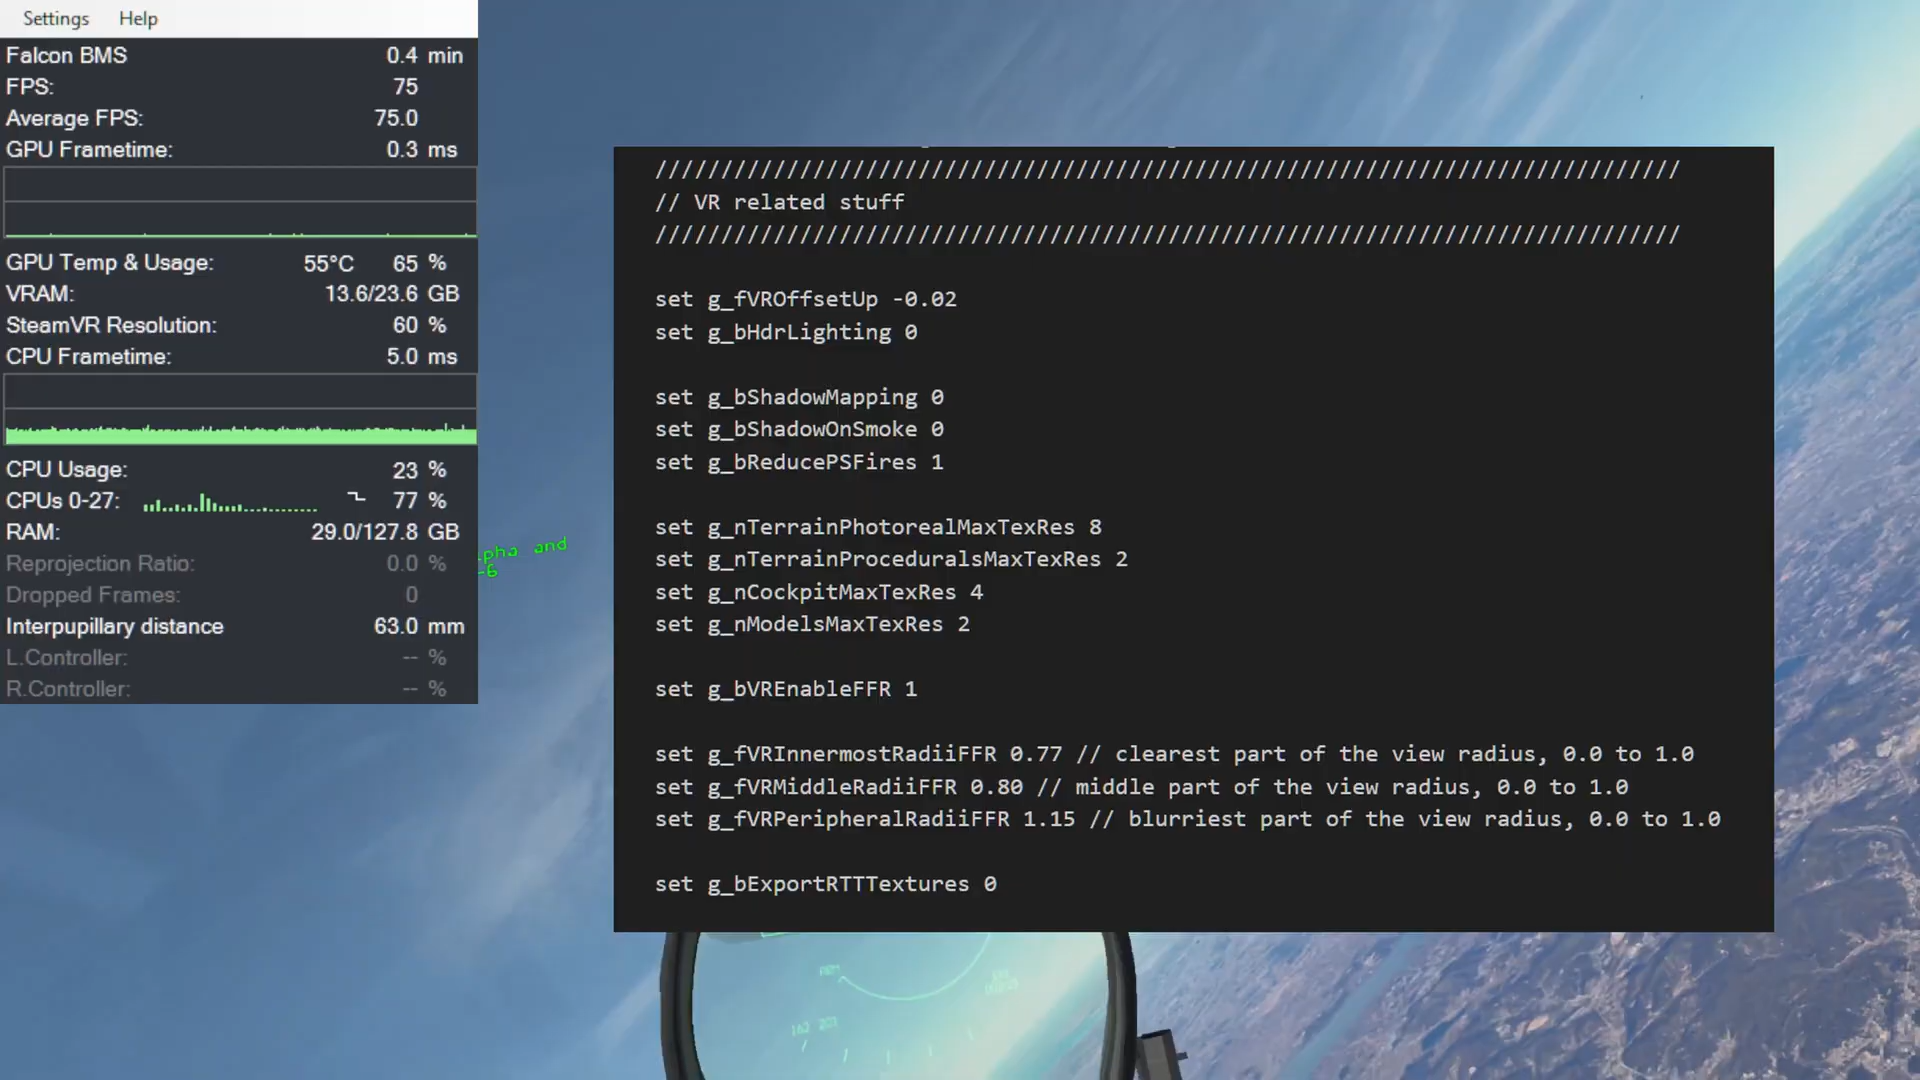 Settings Help
Falcon BMS 0.4 min
FPS: 75
Average FPS: 75.0
GPU Frametime: 0.3 ms
GPU Temp & Usage: 55°C 65 %
VRAM: 13.6/23.6 GB
SteamVR Resolution: 60 %
CPU Frametime: 5.0 ms
CPU Usage: 23 %
CPUs 0-27: 77 %
RAM: 29.0/127.8 GB
Reprojection Ratio: 0.0 %
Dropped Frames: 0
Interpupillary distance 63.0 mm
L.Controller: -- %
R.Controller: -- %
and
//////////////////////////////////////////////////////////////////////////////
// VR related stuff
//////////////////////////////////////////////////////////////////////////////
set g_fVROffsetUp -0.02
set g_bHdrLighting 0
set g_bShadowMapping 0
set g_bShadowOnSmoke 0
set g_bReducePSFires 1
set g_nTerrainPhotorealMaxTexRes 8
set g_nTerrainProceduralsMaxTexRes 2
set g_nCockpitMaxTexRes 4
set g_nModelsMaxTexRes 2
set g_bVREnableFFR 1
set g_fVRInnermostRadiiFFR 0.77 // clearest part of the view radius, 0.0 to 1.0
set g_fVRMiddleRadiiFFR 0.80 // middle part of the view radius, 0.0 to 1.0
set g_fVRPeripheralRadiiFFR 1.15 // blurriest part of the view radius, 0.0 to 1.0
set g_bExportRTTTextures 0